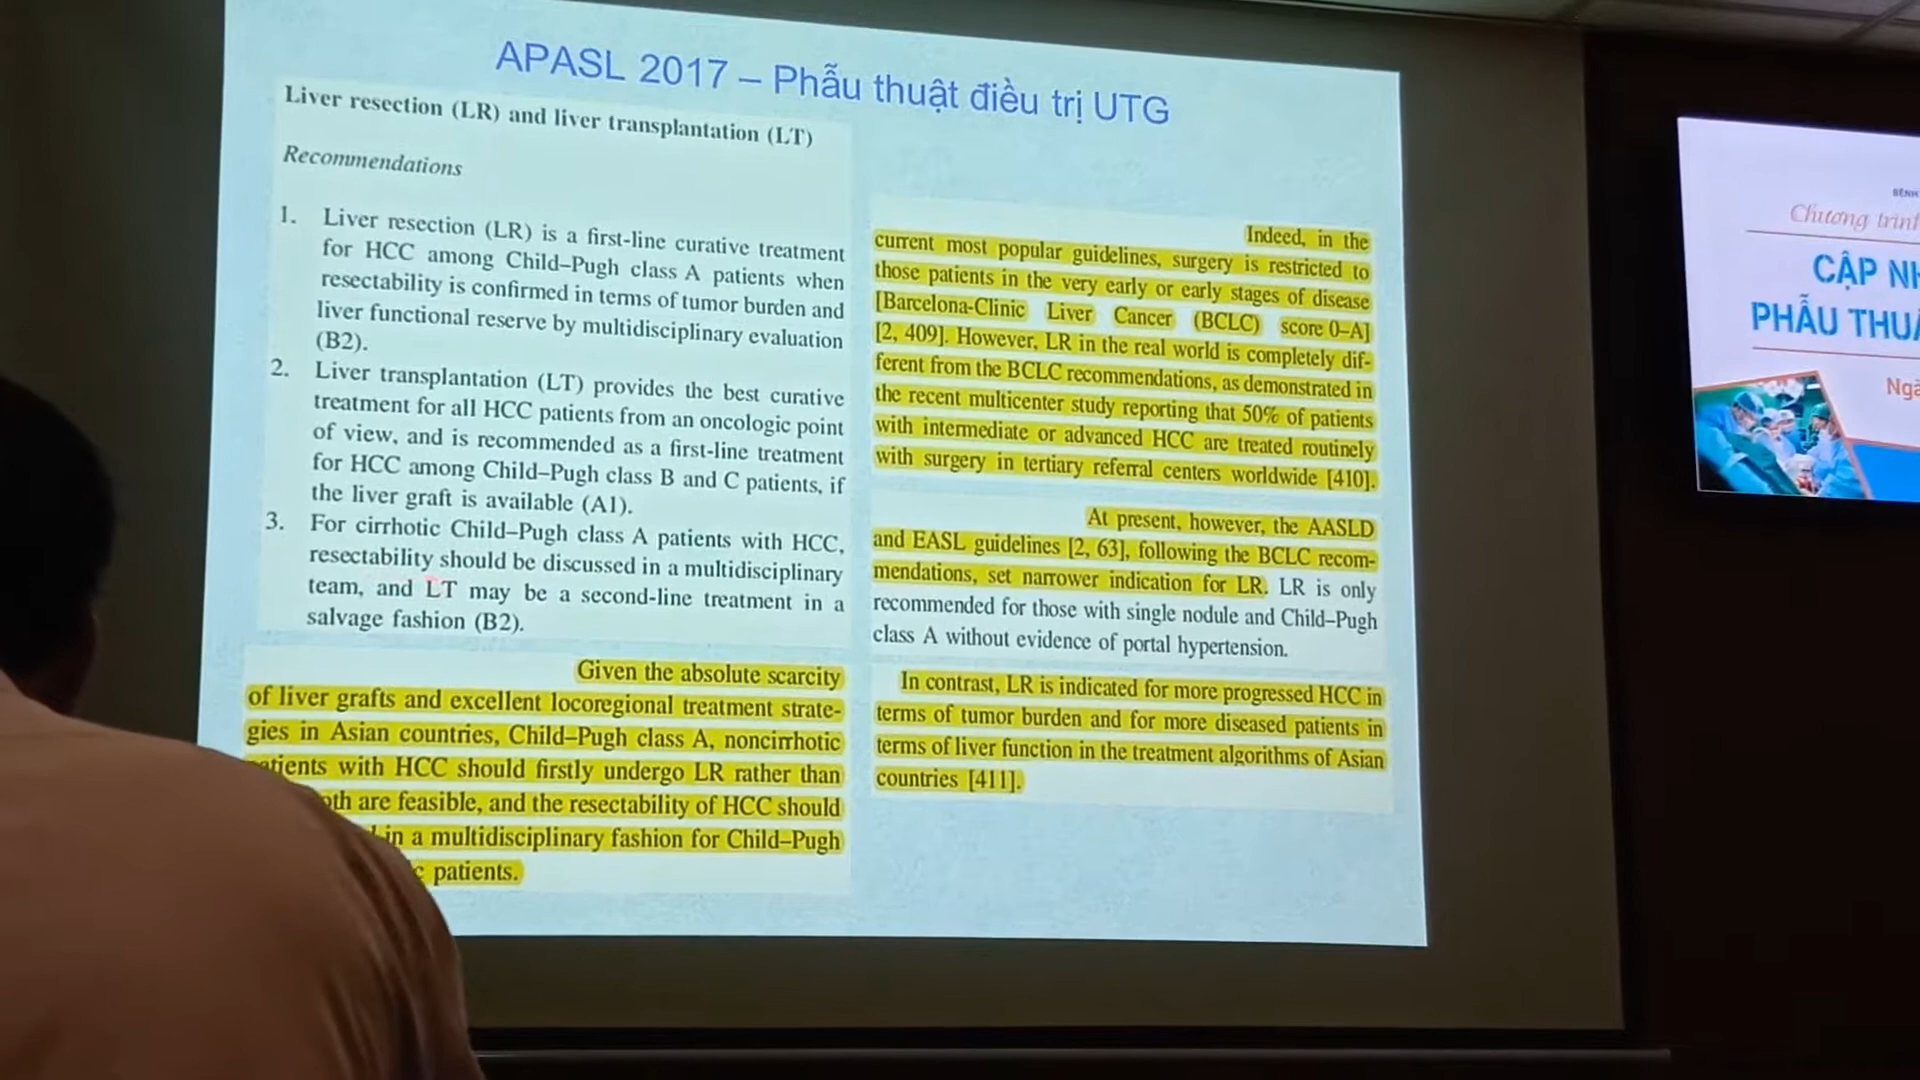 APASL 2017 – Phẫu thuật điều trị UTG
Liver resection (LR) and liver transplantation (LT)
Recommendations
1. Liver resection (LR) is a first-line curative treatment
for HCC among Child–Pugh class A patients when
resectability is confirmed in terms of tumor burden and
liver functional reserve by multidisciplinary evaluation
(B2).
2. Liver transplantation (LT) provides the best curative
treatment for all HCC patients from an oncologic point
of view, and is recommended as a first-line treatment
for HCC among Child–Pugh class B and C patients, if
the liver graft is available (A1).
3. For cirrhotic Child–Pugh class A patients with HCC,
resectability should be discussed in a multidisciplinary
team, and LT may be a second-line treatment in a
salvage fashion (B2).
Given the absolute scarcity
of liver grafts and excellent locoregional treatment strate-
gies in Asian countries, Child–Pugh class A, noncirrhotic
patients with HCC should firstly undergo LR rather than
are feasible, and the resectability of HCC should
in a multidisciplinary fashion for Child–Pugh
patients.
Indeed, in the
current most popular guidelines, surgery is restricted to
those patients in the very early or early stages of disease
[Barcelona-Clinic Liver Cancer (BCLC) score 0–A]
[2, 409]. However, LR in the real world is completely dif-
ferent from the BCLC recommendations, as demonstrated in
the recent multicenter study reporting that 50% of patients
with intermediate or advanced HCC are treated routinely
with surgery in tertiary referral centers worldwide [410].
At present, however, the AASLD
and EASL guidelines [2, 63], following the BCLC recom-
mendations, set narrower indication for LR. LR is only
recommended for those with single nodule and Child–Pugh
class A without evidence of portal hypertension.
In contrast, LR is indicated for more progressed HCC in
terms of tumor burden and for more diseased patients in
terms of liver function in the treatment algorithms of Asian
countries [411].
BỆNH
Chương trình
CẬP NH
PHẪU THUẬ
Ngà